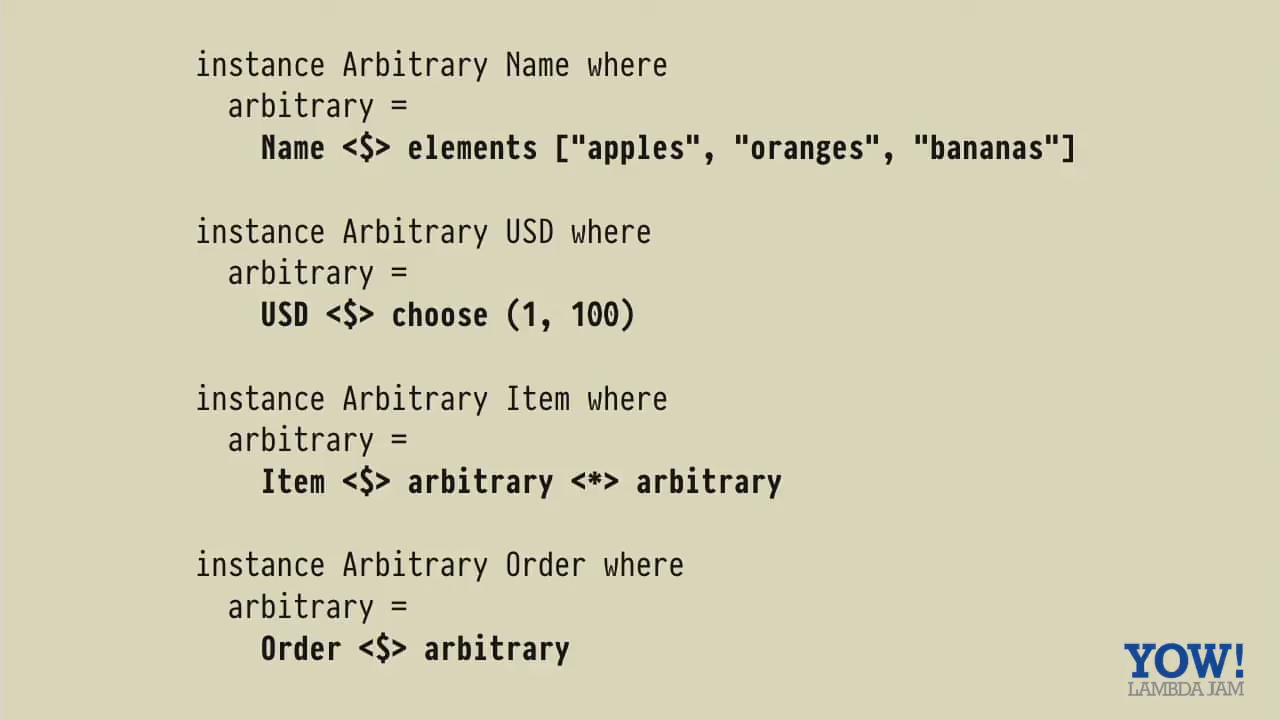 instance Arbitrary Name where
  arbitrary =
    Name <$> elements ["apples", "oranges", "bananas"]
instance Arbitrary USD where
  arbitrary =
    USD <$> choose (1, 100)
instance Arbitrary Item where
  arbitrary =
    Item <$> arbitrary <*> arbitrary
instance Arbitrary Order where
  arbitrary =
    Order <$> arbitrary
YOW!
LAMBDA JAM